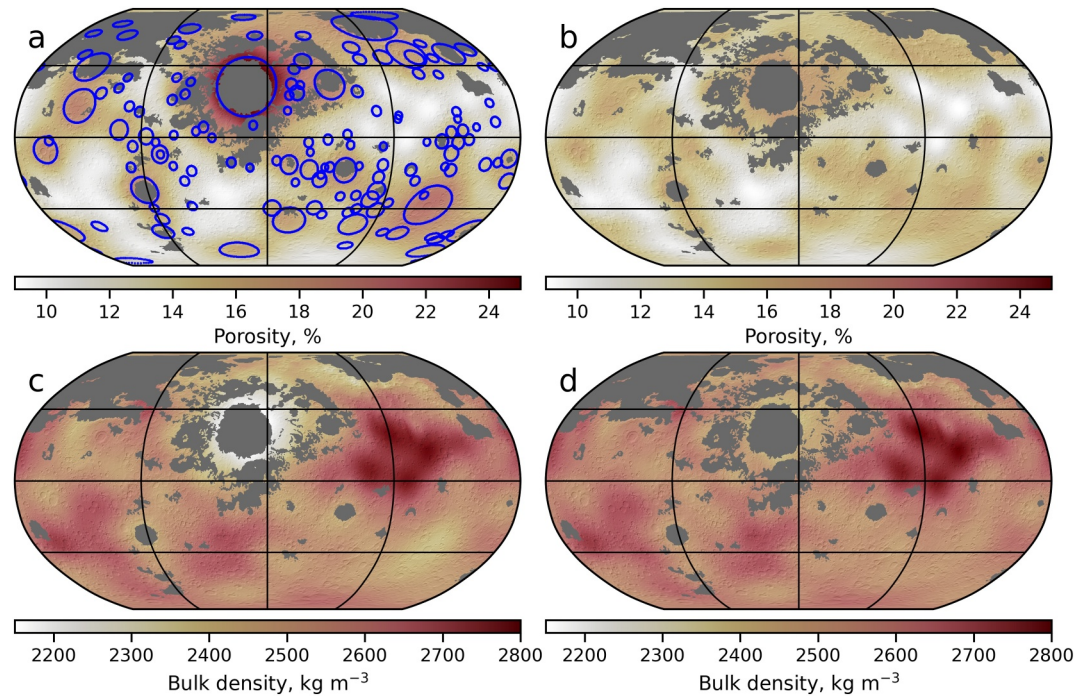 a
b
10 12 14 16 18 20 22 24
Porosity, %
10 12 14 16 18 20 22 24
Porosity, %
c
d
2200 2300 2400 2500 2600 2700 2800
Bulk density, kg m⁻³
2200 2300 2400 2500 2600 2700 2800
Bulk density, kg m⁻³